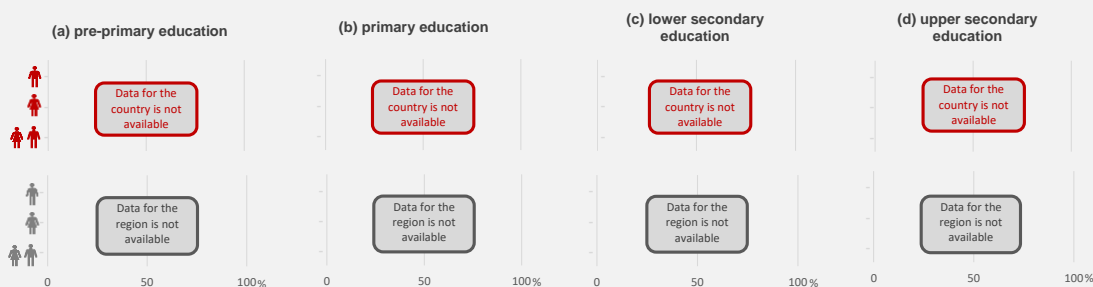 (a) pre-primary education
(b) primary education
(c) lower secondary
education
(d) upper secondary
education
Data for the
country is not
available
Data for the
country is not
available
Data for the
country is not
available
Data for the
country is not
available
Data for the
region is not
available
Data for the
region is not
available
Data for the
region is not
available
Data for the
region is not
available
0 50 100%
0 50 100%
0 50 100%
0 50 100%